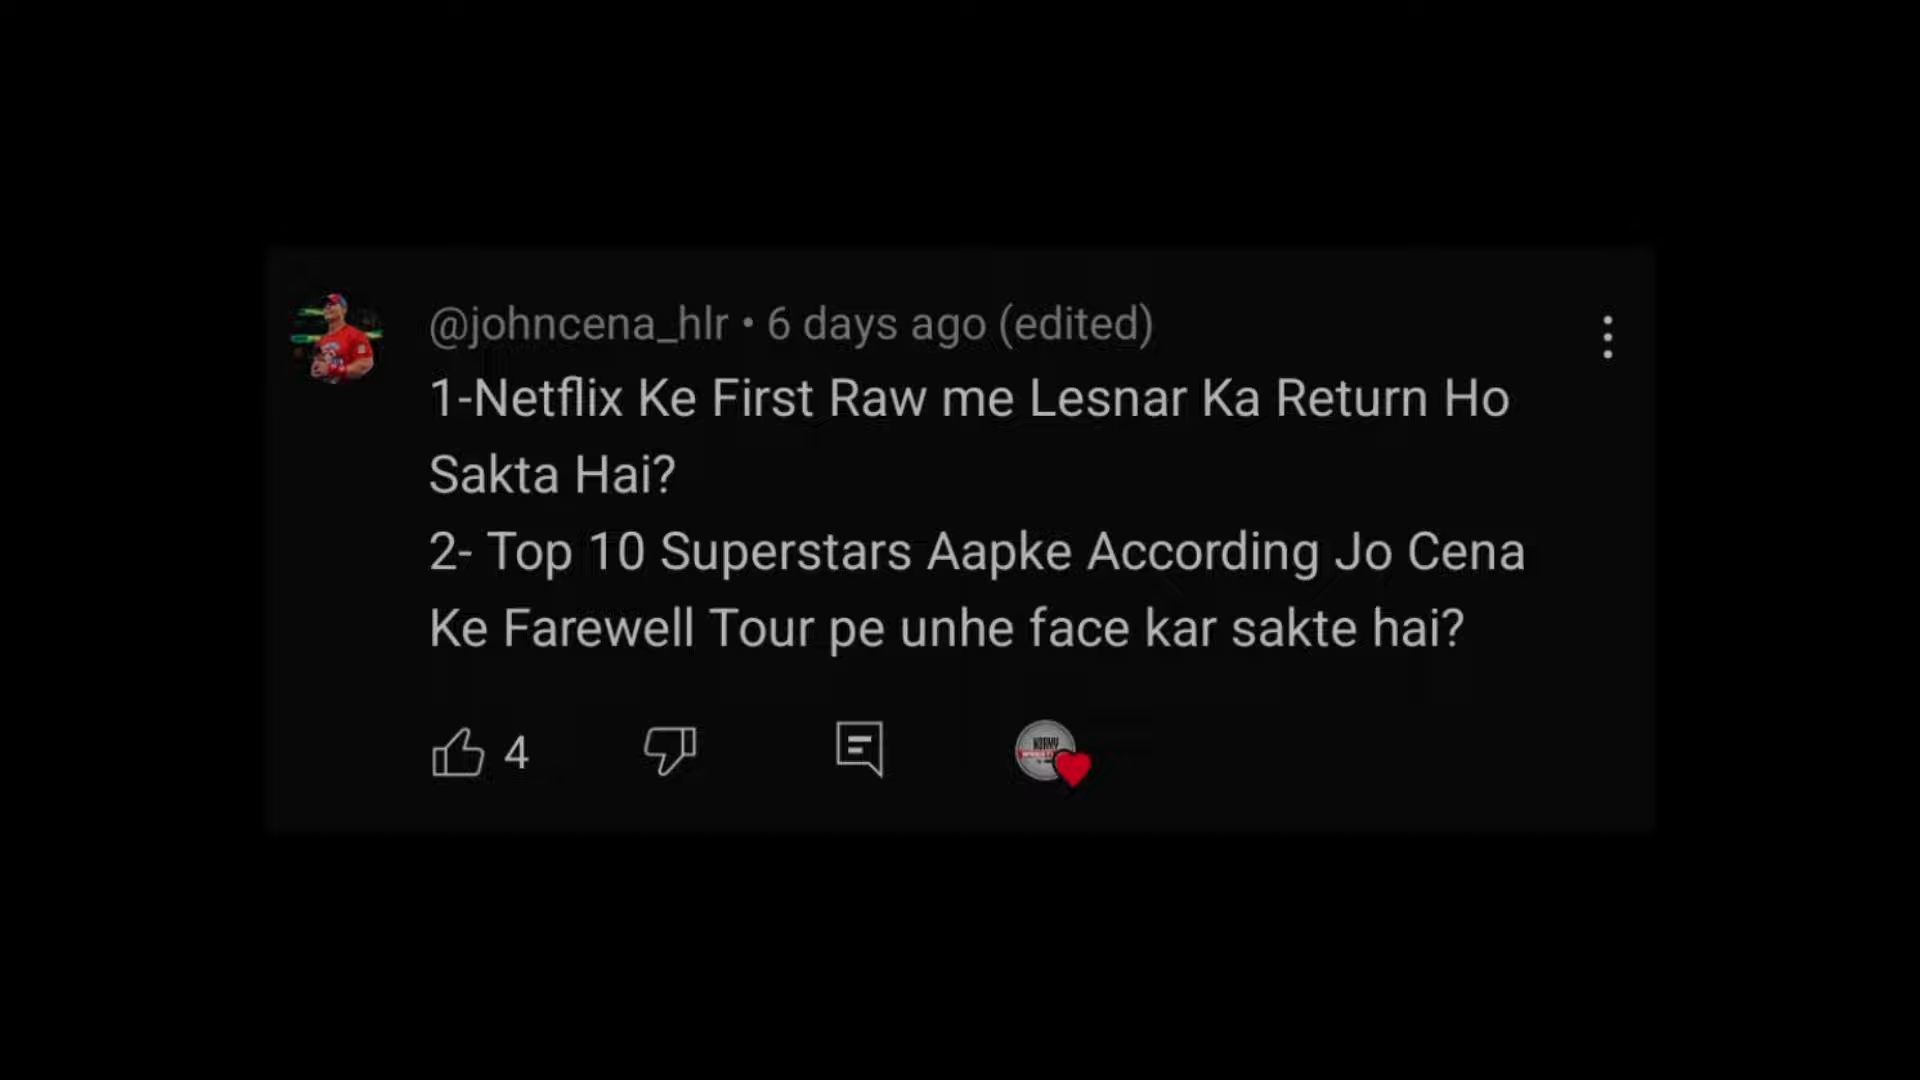 @johncena_hlr • 6 days ago (edited)
1-Netflix Ke First Raw me Lesnar Ka Return Ho
Sakta Hai?
2- Top 10 Superstars Aapke According Jo Cena
Ke Farewell Tour pe unhe face kar sakte hai?
4